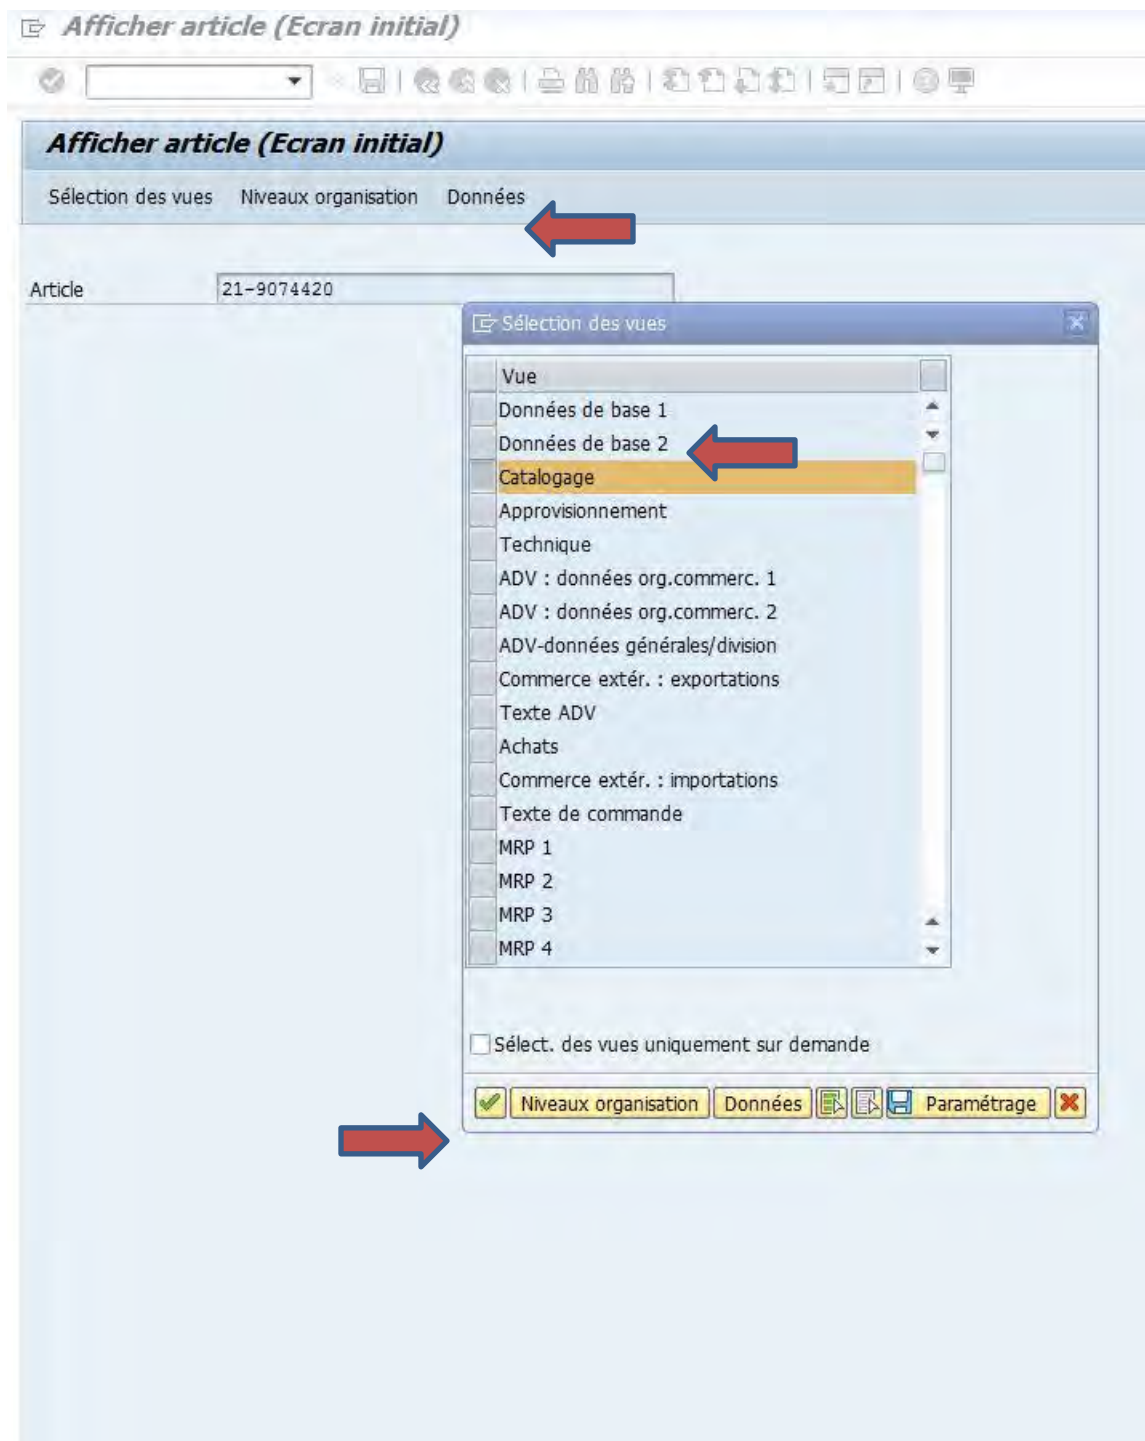 Afficher article (Ecran initial)
Afficher article (Ecran initial)
Sélection des vues Niveaux organisation Données
Article 21-9074420
Sélection des vues
Vue
Données de base 1
Données de base 2
Catalogage
Approvisionnement
Technique
ADV : données org.commerc. 1
ADV : données org.commerc. 2
ADV-données générales/division
Commerce extér. : exportations
Texte ADV
Achats
Commerce extér. : importations
Texte de commande
MRP 1
MRP 2
MRP 3
MRP 4
Sélect. des vues uniquement sur demande
Niveaux organisation Données Paramétrage